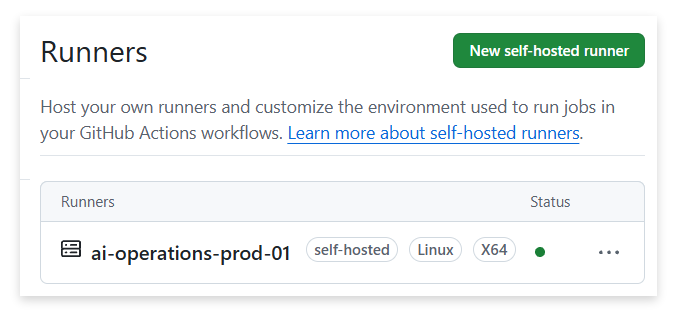 Runners
New self-hosted runner
Host your own runners and customize the environment used to run jobs in
your GitHub Actions workflows. Learn more about self-hosted runners.
Runners Status
ai-operations-prod-01 self-hosted Linux X64